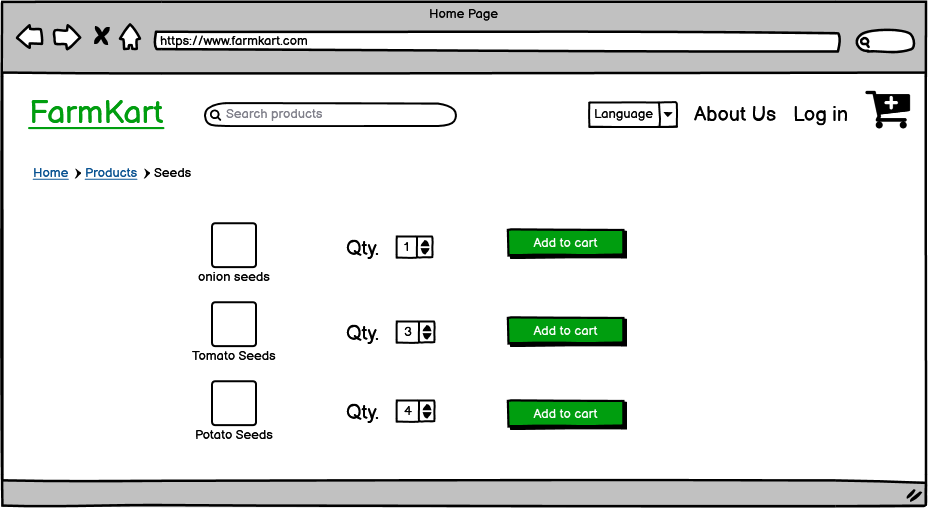 Home Page
https://www.farmkart.com
FarmKart
Search products
Language
About Us
Log in
Home
Products
Seeds
Qty.
1
Add to cart
onion seeds
Qty.
3
Add to cart
Tomato Seeds
Qty.
4
Add to cart
Potato Seeds